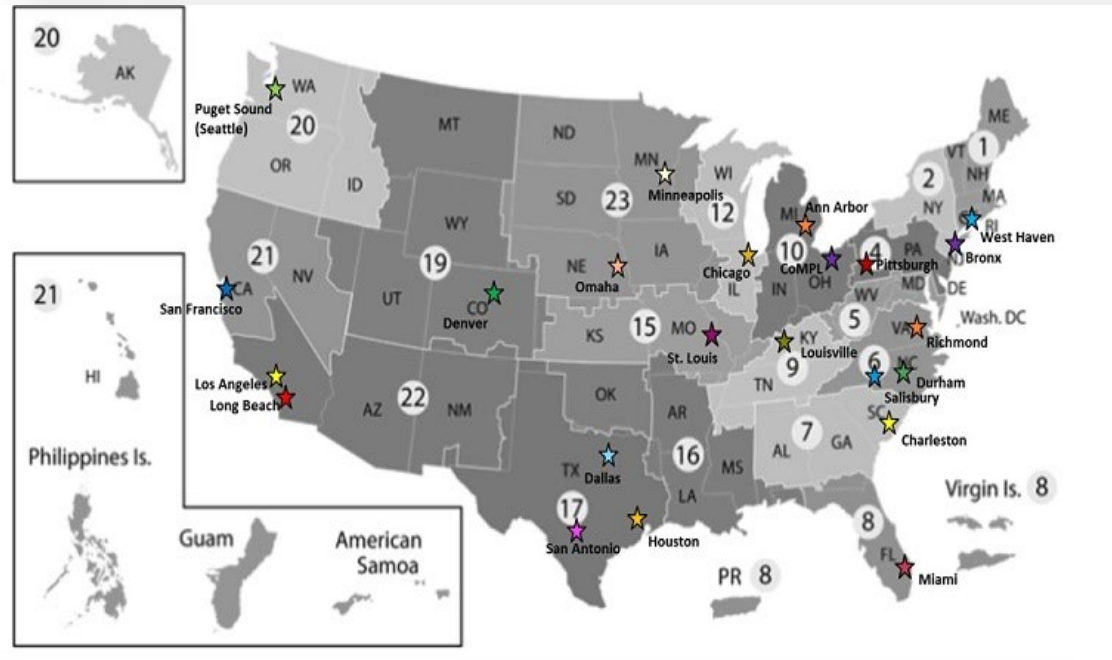 20
AK
WA
Puget Sound
(Seattle)
20
OR
ID
MT
ND
MN
Minneapolis
SD
23
WI
12
MI
Ann Arbor
ME
VT
1
NH
2
NY
MA
RI
West Haven
Bronx
WY
IA
NE
Omaha
Chicago
IL
10
IN
CoMPL
OH
4
Pittsburgh
PA
MD
DE
WV
Wash. DC
21
NV
CA
San Francisco
19
UT
CO
Denver
KS
15
MO
St. Louis
5
VA
Richmond
KY
Louisville
9
TN
6
NC
Durham
Salisbury
SC
Charleston
Los Angeles
Long Beach
AZ
22
NM
OK
AR
16
MS
LA
7
AL
GA
TX
Dallas
17
San Antonio
Houston
8
FL
Miami
Virgin Is. 8
PR 8
21
HI
Philippines Is.
Guam
American
Samoa